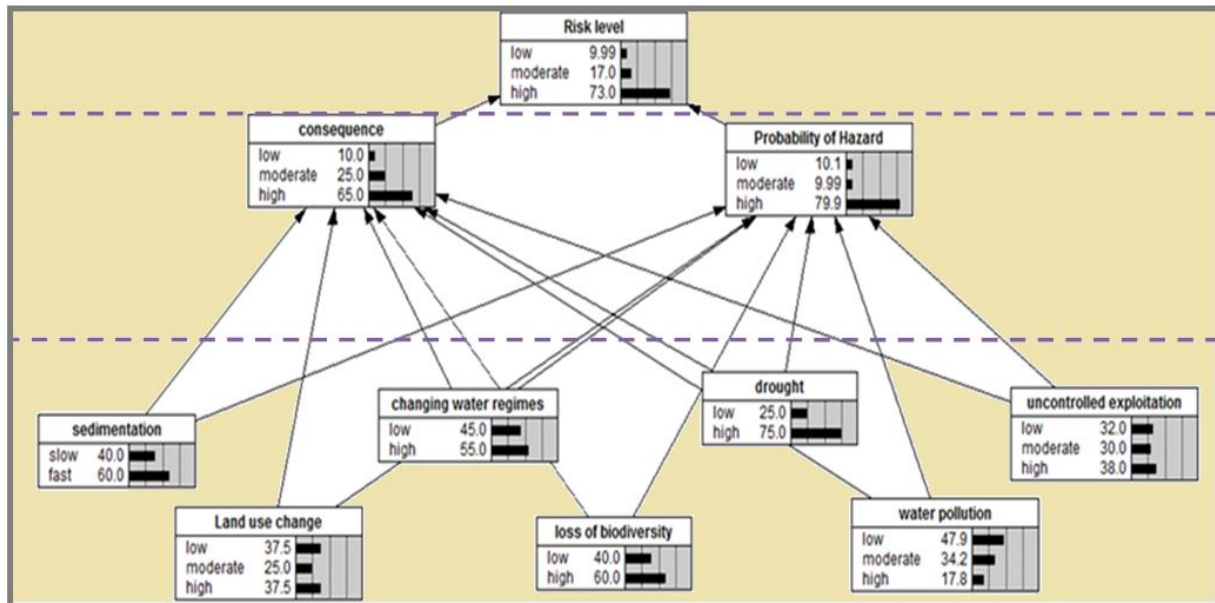 Risk level
low 9.99
moderate 17.0
high 73.0
consequence
low 10.0
moderate 25.0
high 65.0
Probability of Hazard
low 10.1
moderate 9.99
high 79.9
drought
low 25.0
high 75.0
changing water regimes
low 45.0
high 55.0
uncontrolled exploitation
low 32.0
moderate 30.0
high 38.0
sedimentation
slow 40.0
fast 60.0
Land use change
low 37.5
moderate 25.0
high 37.5
loss of biodiversity
low 40.0
high 60.0
water pollution
low 47.9
moderate 34.2
high 17.8